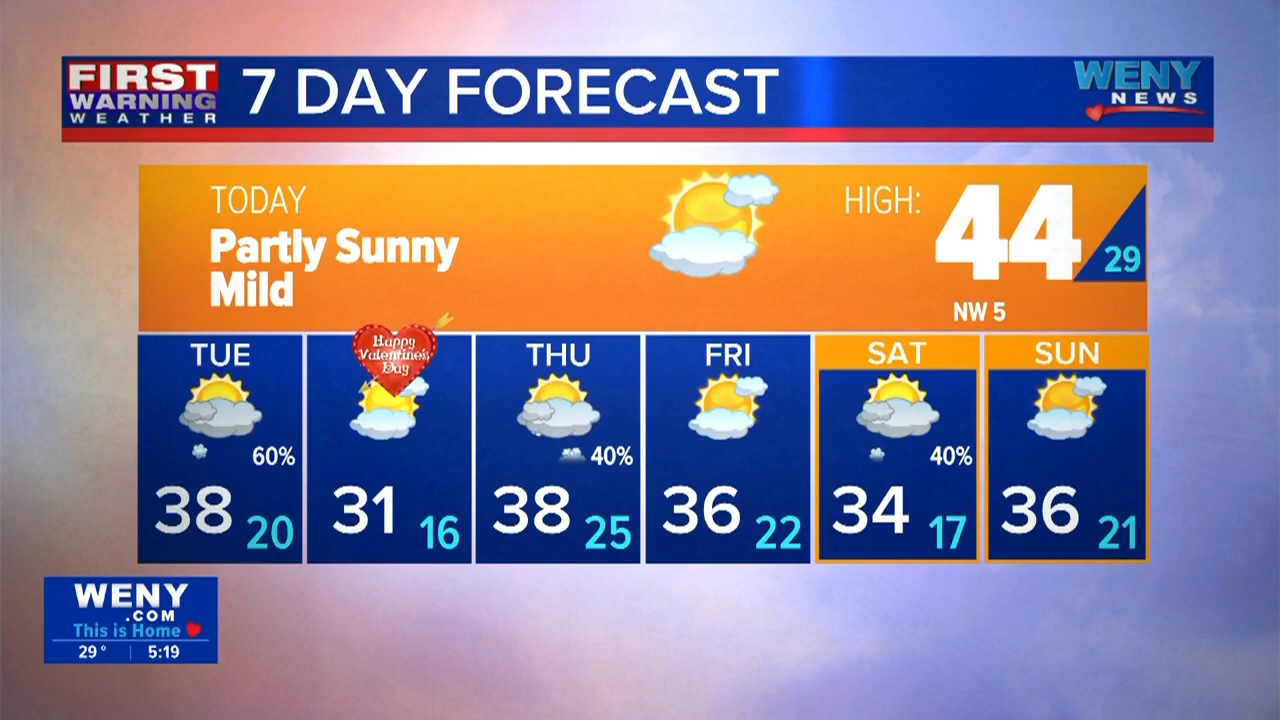 FIRST
WARNING
WEATHER
7 DAY FORECAST
WENY
NEWS
TODAY
Partly Sunny
Mild
HIGH:
44
29
NW 5
TUE
60%
38 20
Happy
Valentine's
Day
31 16
THU
40%
38 25
FRI
36 22
SAT
40%
34 17
SUN
36 21
WENY
.COM
This is Home
29° | 5:19